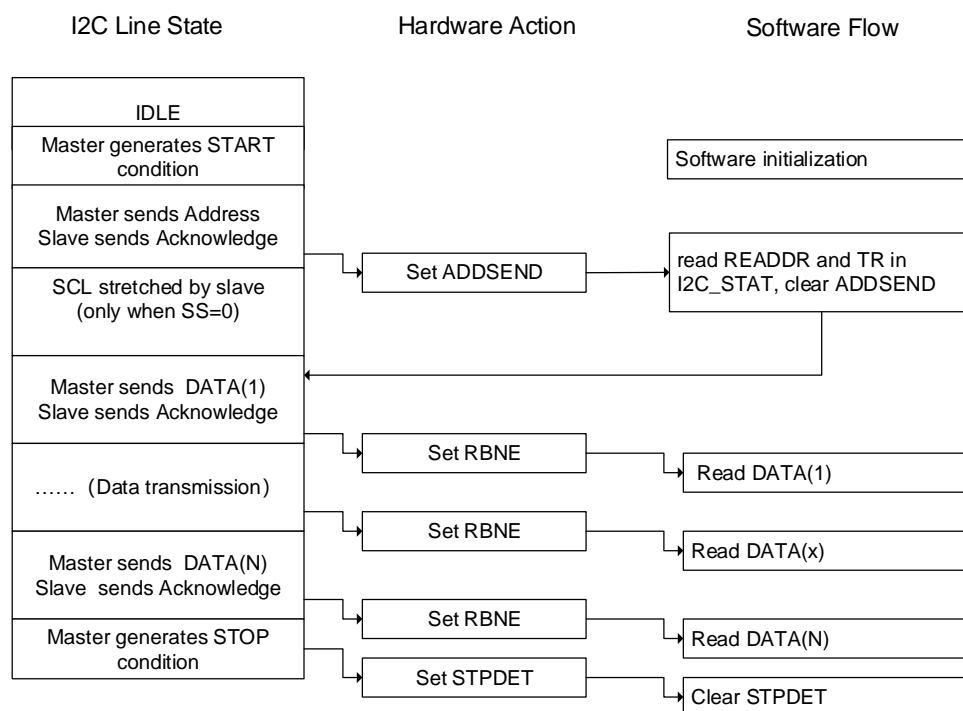 I2C Line State
Hardware Action
Software Flow
IDLE
Master generates START
condition
Software initialization
Master sends Address
Slave sends Acknowledge
Set ADDSEND
read READDR and TR in
I2C_STAT, clear ADDSEND
SCL stretched by slave
(only when SS=0)
Master sends DATA(1)
Slave sends Acknowledge
Set RBNE
Read DATA(1)
…… (Data transmission)
Set RBNE
Read DATA(x)
Master sends DATA(N)
Slave sends Acknowledge
Set RBNE
Read DATA(N)
Master generates STOP
condition
Set STPDET
Clear STPDET